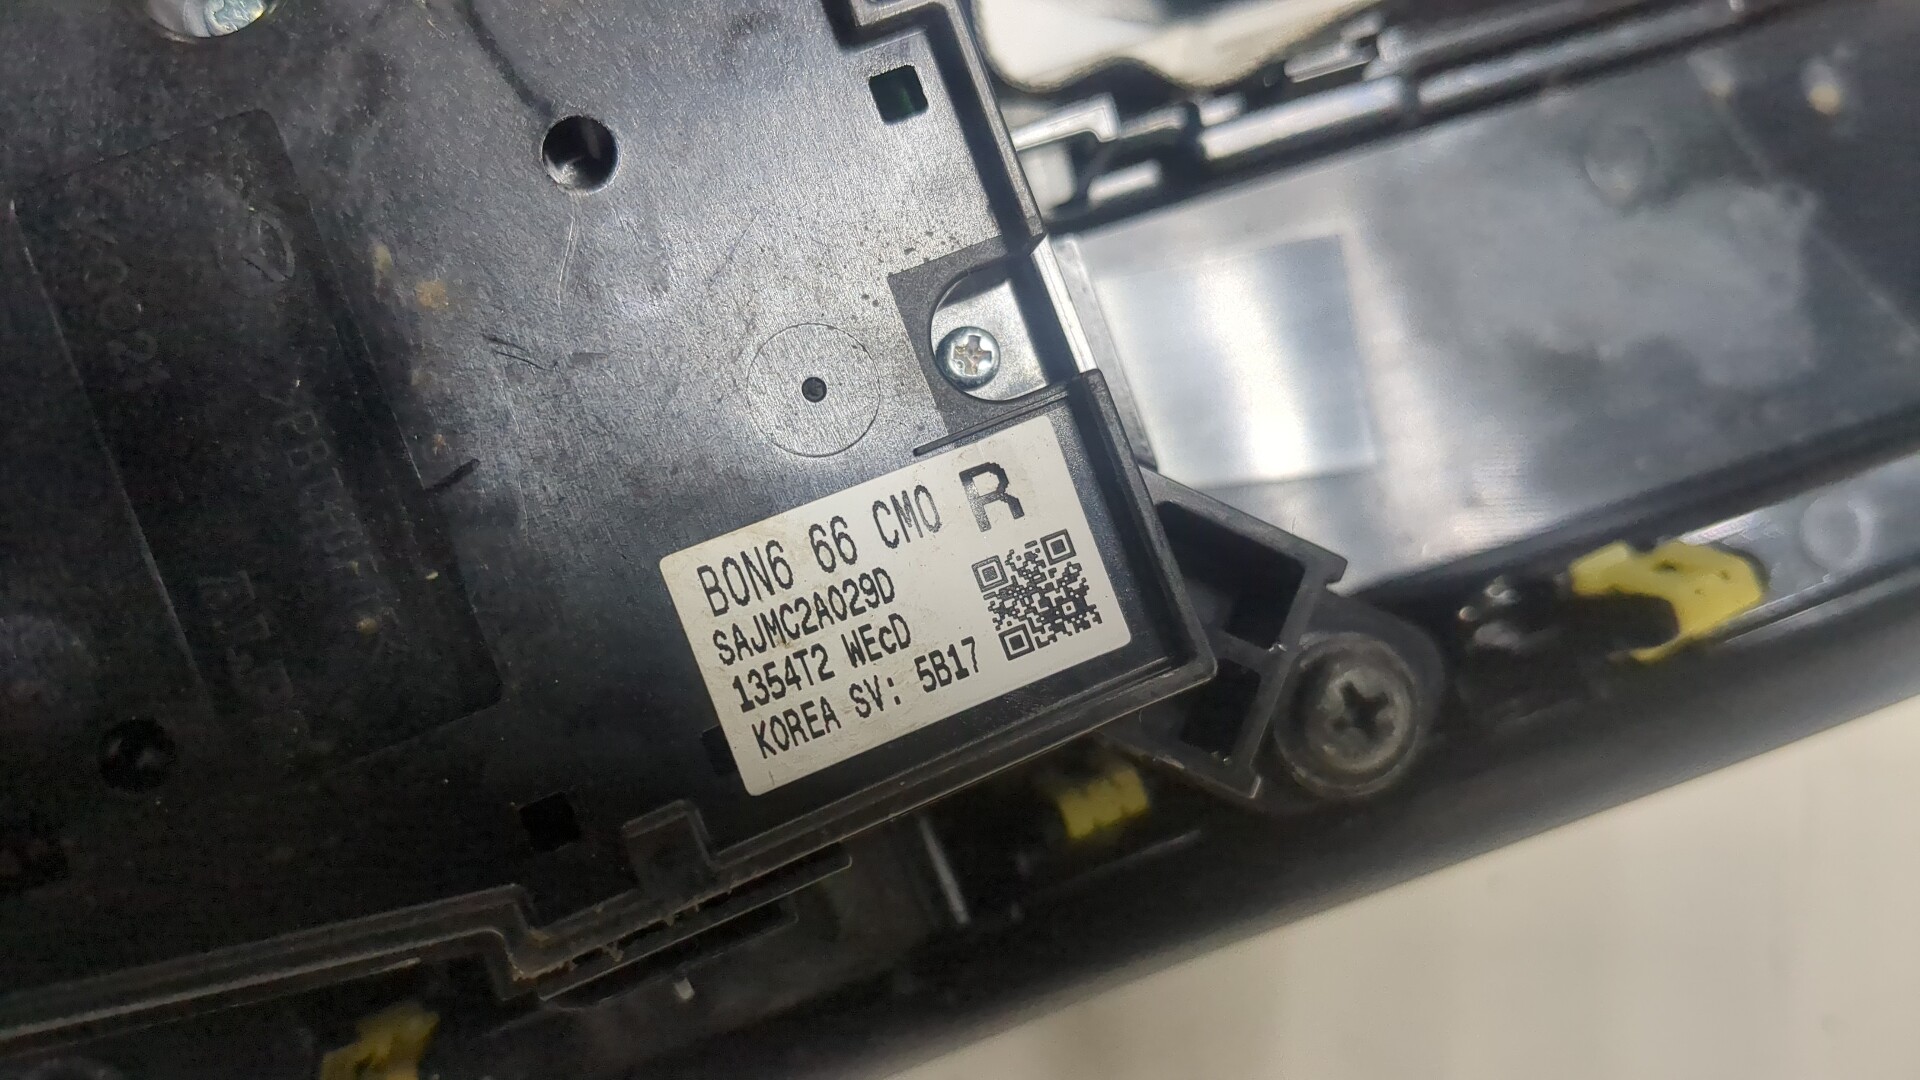 BON6 66 CM0 R
SAJMC2A029D
1354T2 WEcD
KOREA SV: 5B17